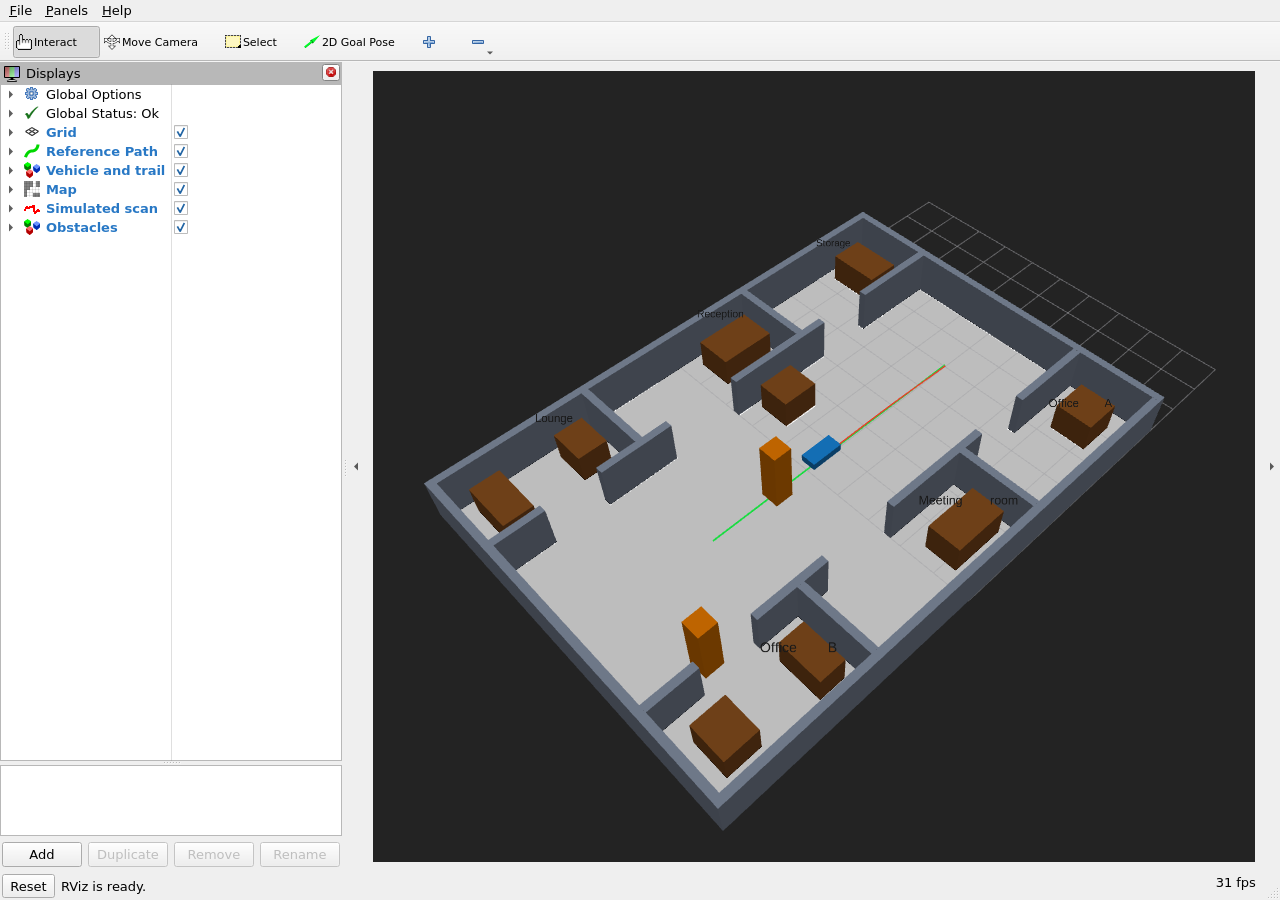 File Panels Help
Interact Move Camera Select 2D Goal Pose
Displays
Global Options
Global Status: Ok
Grid
Reference Path
Vehicle and trail
Map
Simulated scan
Obstacles
Storage
Reception
Office A
Lounge
Meeting room
Office B
Add Duplicate Remove Rename
Reset RViz is ready. 31 fps